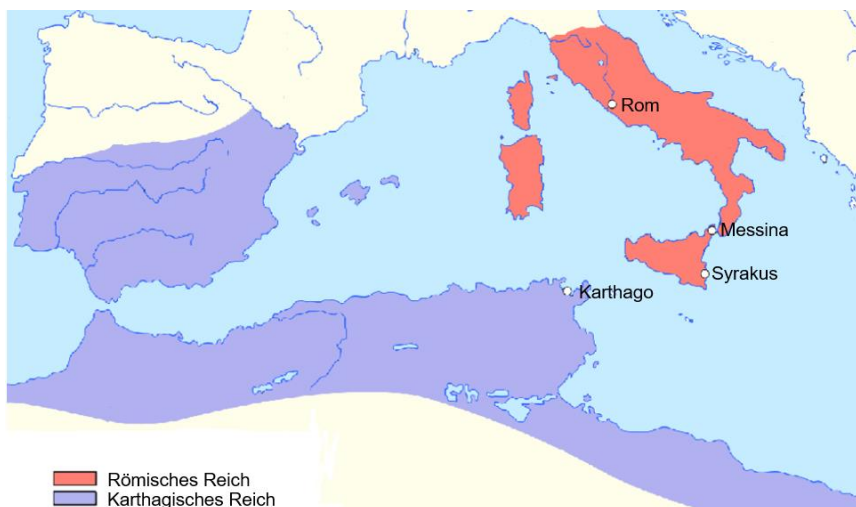 Rom
Messina
Syrakus
Karthago
Römisches Reich
Karthagisches Reich